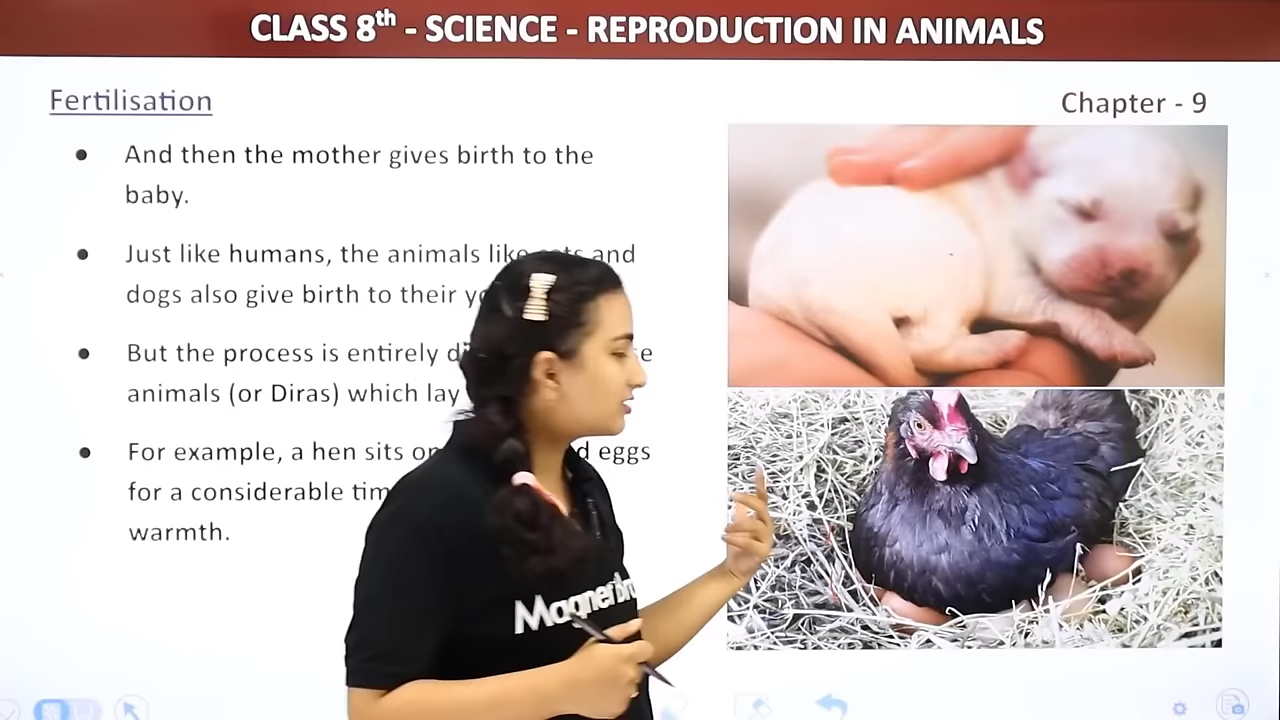 CLASS 8th - SCIENCE - REPRODUCTION IN ANIMALS
Fertilisation
Chapter - 9
● And then the mother gives birth to the
baby.
● Just like humans, the animals like and
dogs also give birth to their
● But the process is entirely
animals (or Diras) which lay
● For example, a hen sits eggs
for a considerable
warmth.